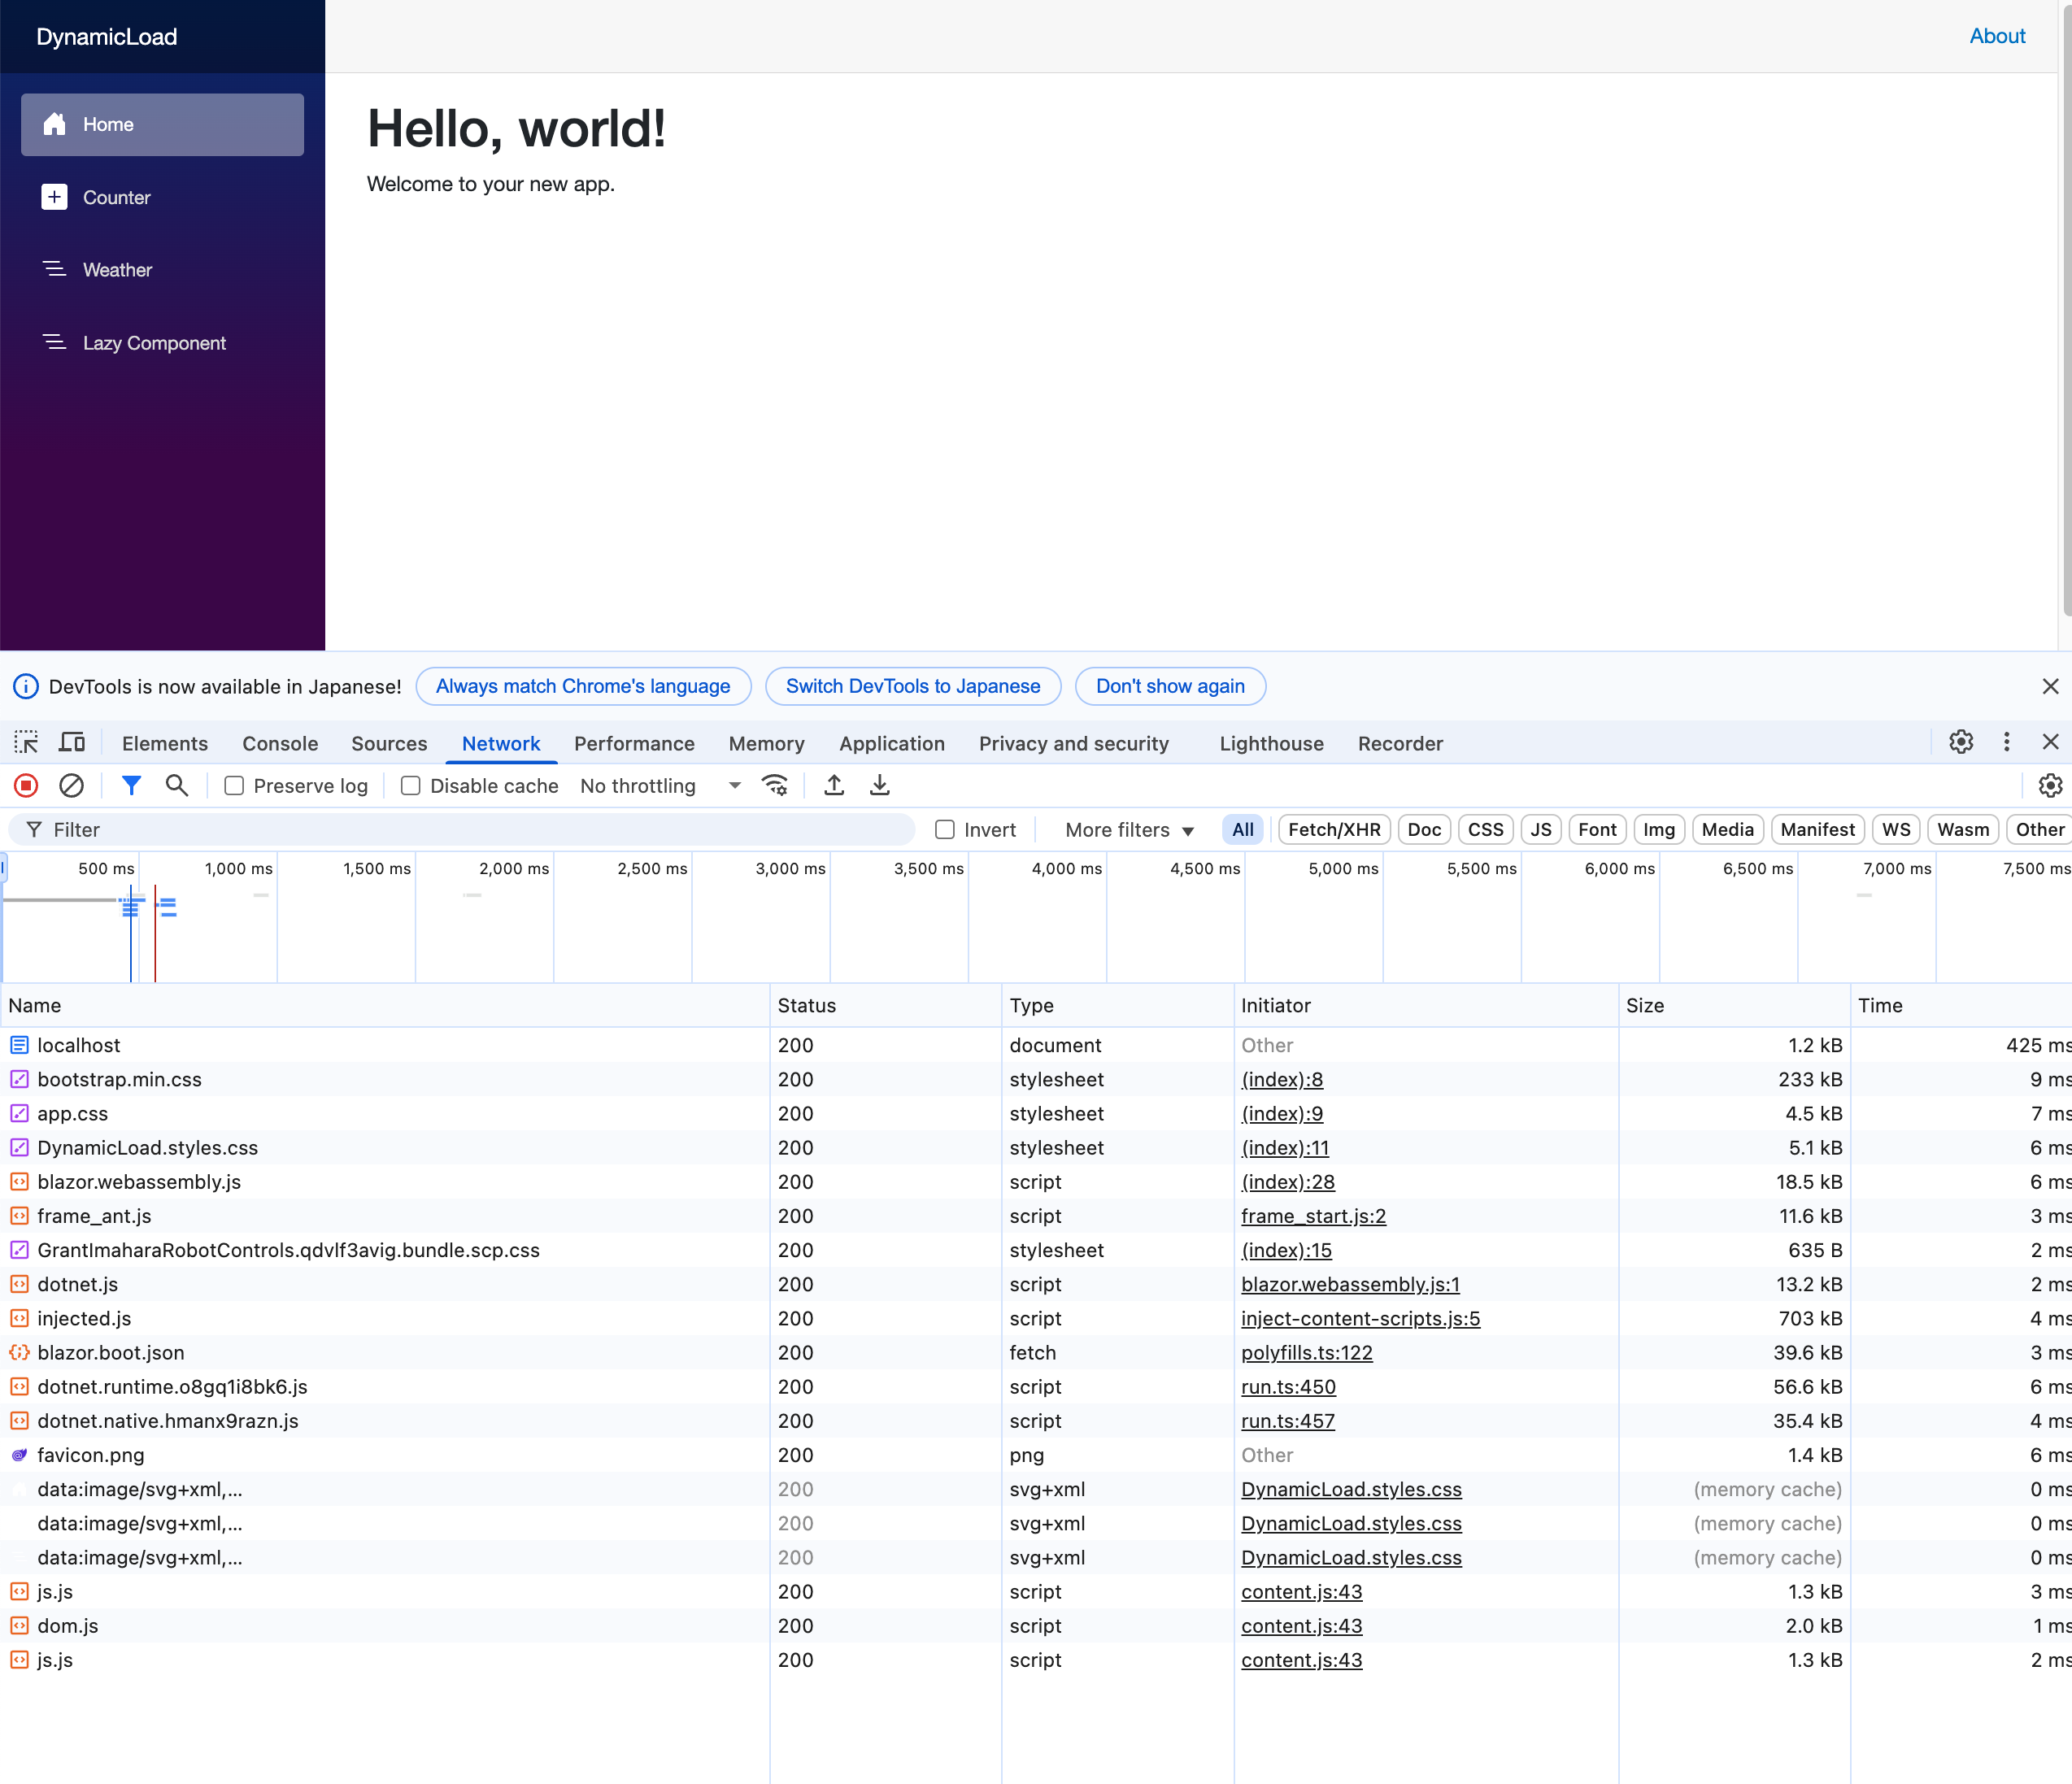 DynamicLoad
About
Home
Counter
Weather
Lazy Component
Hello, world!
Welcome to your new app.
DevTools is now available in Japanese! Always match Chrome's language Switch DevTools to Japanese Don't show again
Elements Console Sources Network Performance Memory Application Privacy and security Lighthouse Recorder
Preserve log Disable cache No throttling
Filter Invert More filters All Fetch/XHR Doc CSS JS Font Img Media Manifest WS Wasm Other
500 ms 1,000 ms 1,500 ms 2,000 ms 2,500 ms 3,000 ms 3,500 ms 4,000 ms 4,500 ms 5,000 ms 5,500 ms 6,000 ms 6,500 ms 7,000 ms 7,500 ms
Name Status Type Initiator Size Time
localhost 200 document Other 1.2 kB 425 ms
bootstrap.min.css 200 stylesheet (index):8 233 kB 9 ms
app.css 200 stylesheet (index):9 4.5 kB 7 ms
DynamicLoad.styles.css 200 stylesheet (index):11 5.1 kB 6 ms
blazor.webassembly.js 200 script (index):28 18.5 kB 6 ms
frame_ant.js 200 script frame_start.js:2 11.6 kB 3 ms
GrantImaharaRobotControls.qdvlf3avig.bundle.scp.css 200 stylesheet (index):15 635 B 2 ms
dotnet.js 200 script blazor.webassembly.js:1 13.2 kB 2 ms
injected.js 200 script inject-content-scripts.js:5 703 kB 4 ms
blazor.boot.json 200 fetch polyfills.ts:122 39.6 kB 3 ms
dotnet.runtime.o8gq1i8bk6.js 200 script run.ts:450 56.6 kB 6 ms
dotnet.native.hmanx9razn.js 200 script run.ts:457 35.4 kB 4 ms
favicon.png 200 png Other 1.4 kB 6 ms
data:image/svg+xml,... 200 svg+xml DynamicLoad.styles.css (memory cache) 0 ms
data:image/svg+xml,... 200 svg+xml DynamicLoad.styles.css (memory cache) 0 ms
data:image/svg+xml,... 200 svg+xml DynamicLoad.styles.css (memory cache) 0 ms
js.js 200 script content.js:43 1.3 kB 3 ms
dom.js 200 script content.js:43 2.0 kB 1 ms
js.js 200 script content.js:43 1.3 kB 2 ms